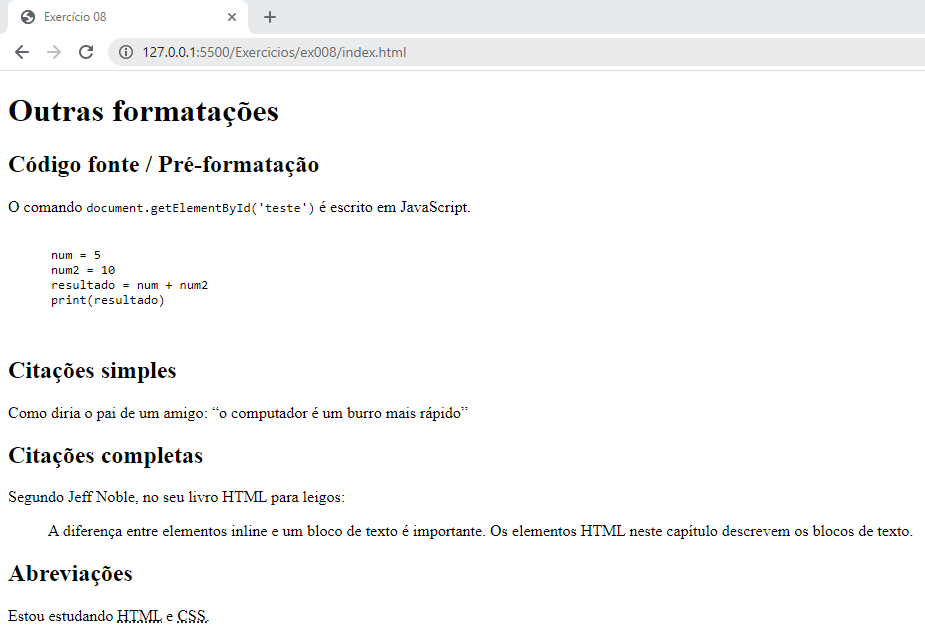 Exercício 08
127.0.0.1:5500/Exercicios/ex008/index.html
Outras formatações
Código fonte / Pré-formatação
O comando document.getElementById('teste') é escrito em JavaScript.
num = 5
num2 = 10
resultado = num + num2
print(resultado)
Citações simples
Como diria o pai de um amigo: “o computador é um burro mais rápido”
Citações completas
Segundo Jeff Noble, no seu livro HTML para leigos:
A diferença entre elementos inline e um bloco de texto é importante. Os elementos HTML neste capítulo descrevem os blocos de texto.
Abreviações
Estou estudando HTML e CSS.